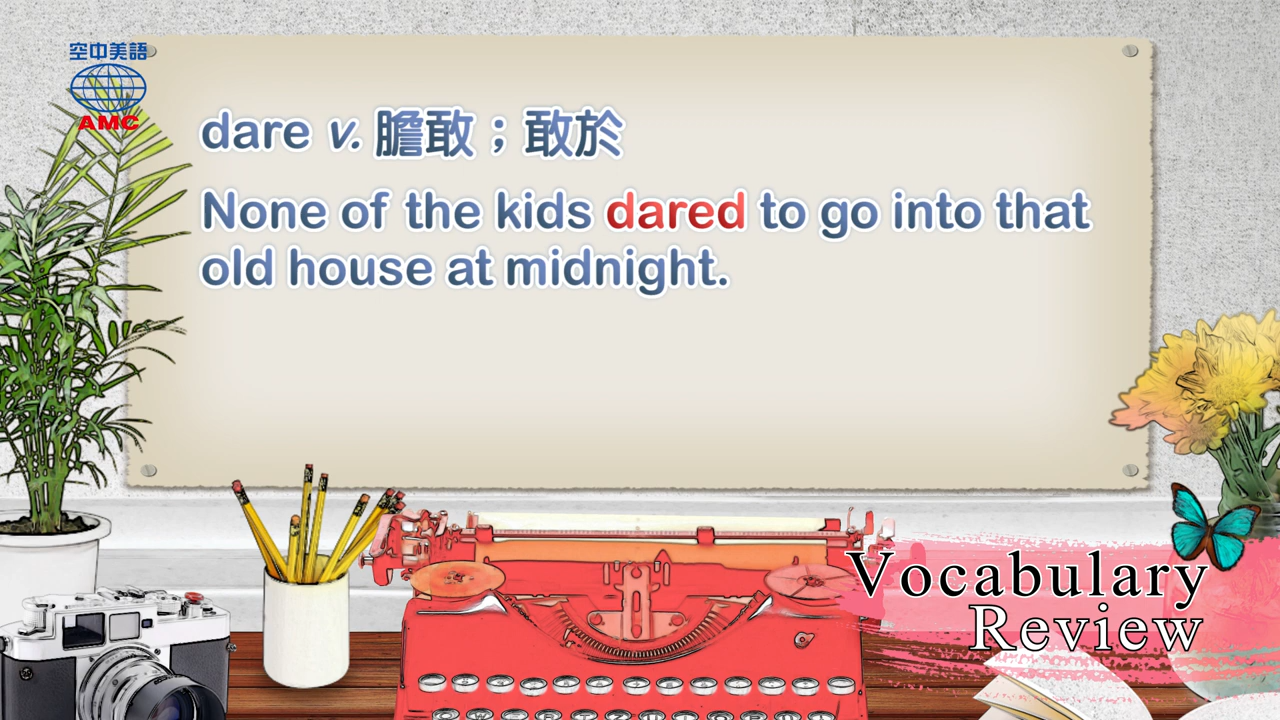 空中美語
AMC
dare v. 膽敢；敢於
None of the kids dared to go into that
old house at midnight.
Vocabulary
Review